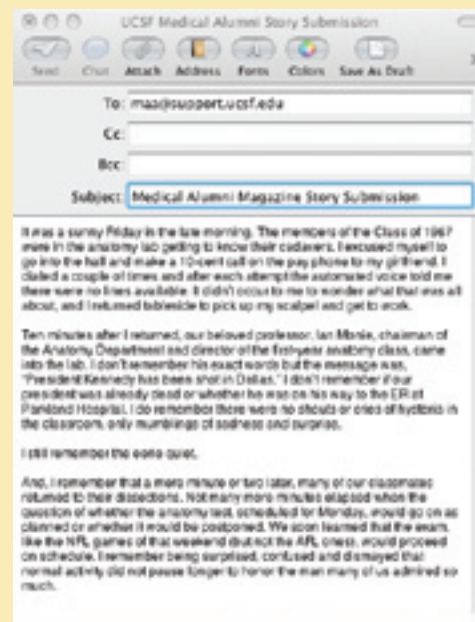 UCSF Medical Alumni Story Submission
Send Chat Attach Address Fonts Colors Save As Draft
To: maa@support.ucsf.edu
Cc:
Bcc:
Subject: Medical Alumni Magazine Story Submission
It was a sunny Friday in the late morning. The members of the Class of 1967
were in the anatomy lab getting to know their cadavers. I excused myself to
go into the hall and make a 10-cent call on the pay phone to my girlfriend. I
dialed a couple of times and after each attempt the automated voice told me
there were no lines available. It didn't occur to me to wonder what that was all
about, and I returned tableside to pick up my scalpel and get to work.
Ten minutes after I returned, our beloved professor, Ian Monie, chairman of
the Anatomy Department and director of the first-year anatomy class, came
into the lab. I don't remember his exact words but the message was,
"President Kennedy has been shot in Dallas." I don't remember if our
president was already dead or whether he was on his way to the ER at
Parkland Hospital. I do remember there were no shouts or cries of hysteria in
the classroom, only mumblings of sadness and surprise.
I still remember the eerie quiet.
And, I remember that a mere minute or two later, many of our classmates
returned to their dissections. Not many more minutes elapsed when the
question of whether the anatomy test, scheduled for Monday, would go on as
planned or whether it would be postponed. We soon learned that the exam,
like the NFL games of that weekend (but not the AFL ones), would proceed
on schedule. I remember being surprised, confused and dismayed that
normal activity did not pause longer to honor the man many of us admired so
much.